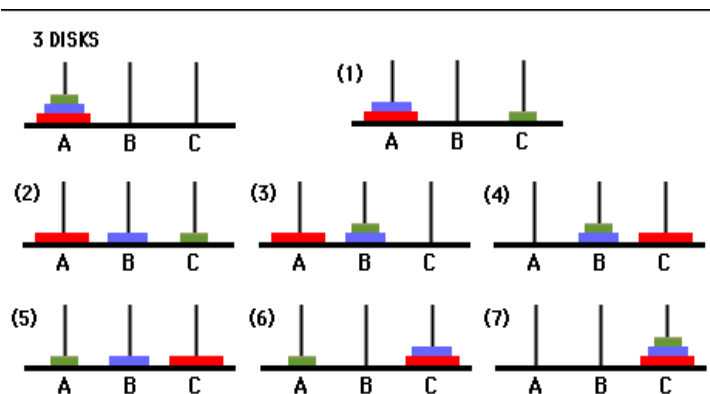 3 DISKS
A B C
(1)
A B C
(2)
A B C
(3)
A B C
(4)
A B C
(5)
A B C
(6)
A B C
(7)
A B C